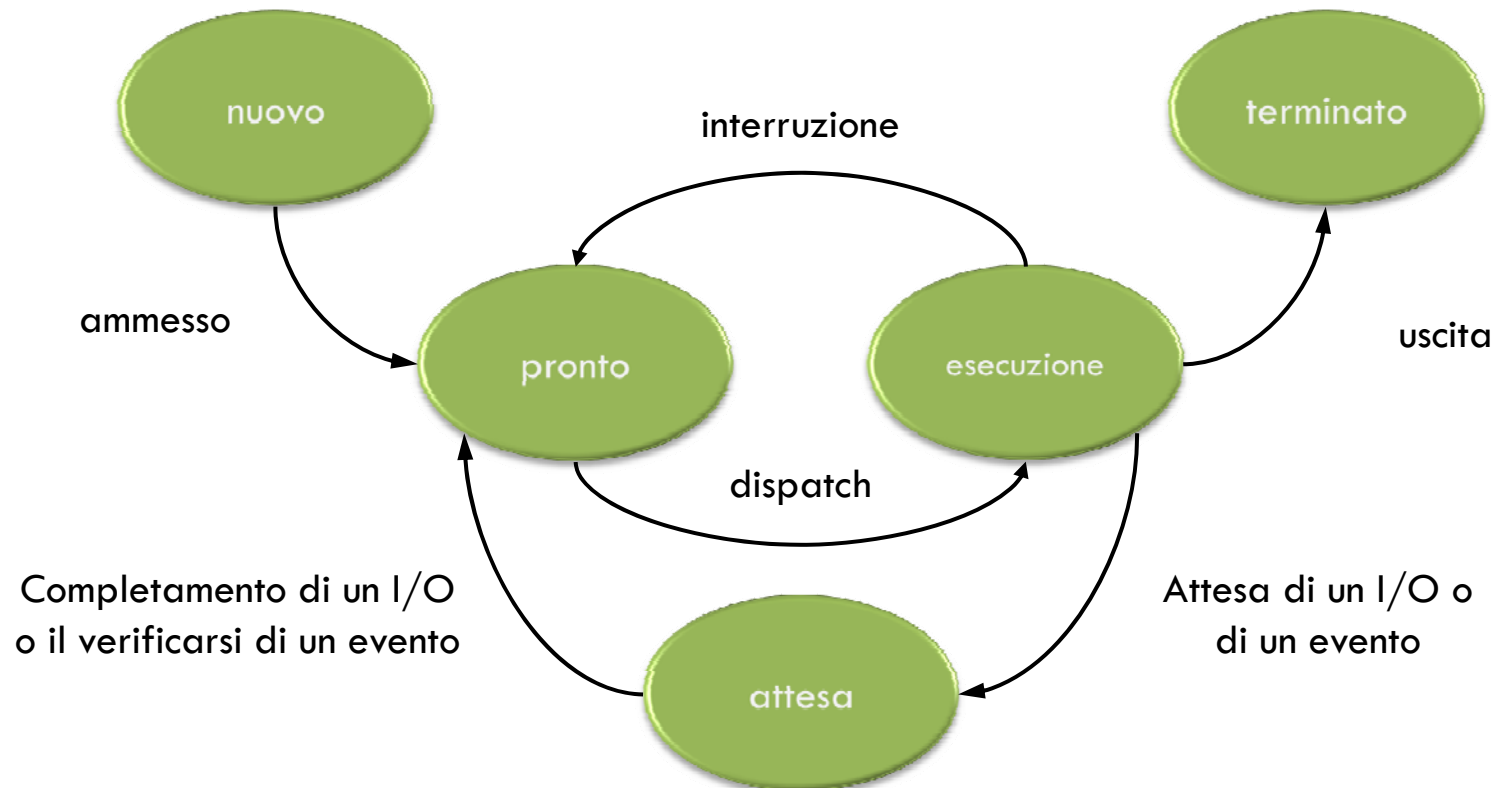 nuovo
terminato
interruzione
ammesso
uscita
pronto
esecuzione
dispatch
Completamento di un I/O
o il verificarsi di un evento
Attesa di un I/O o
di un evento
attesa